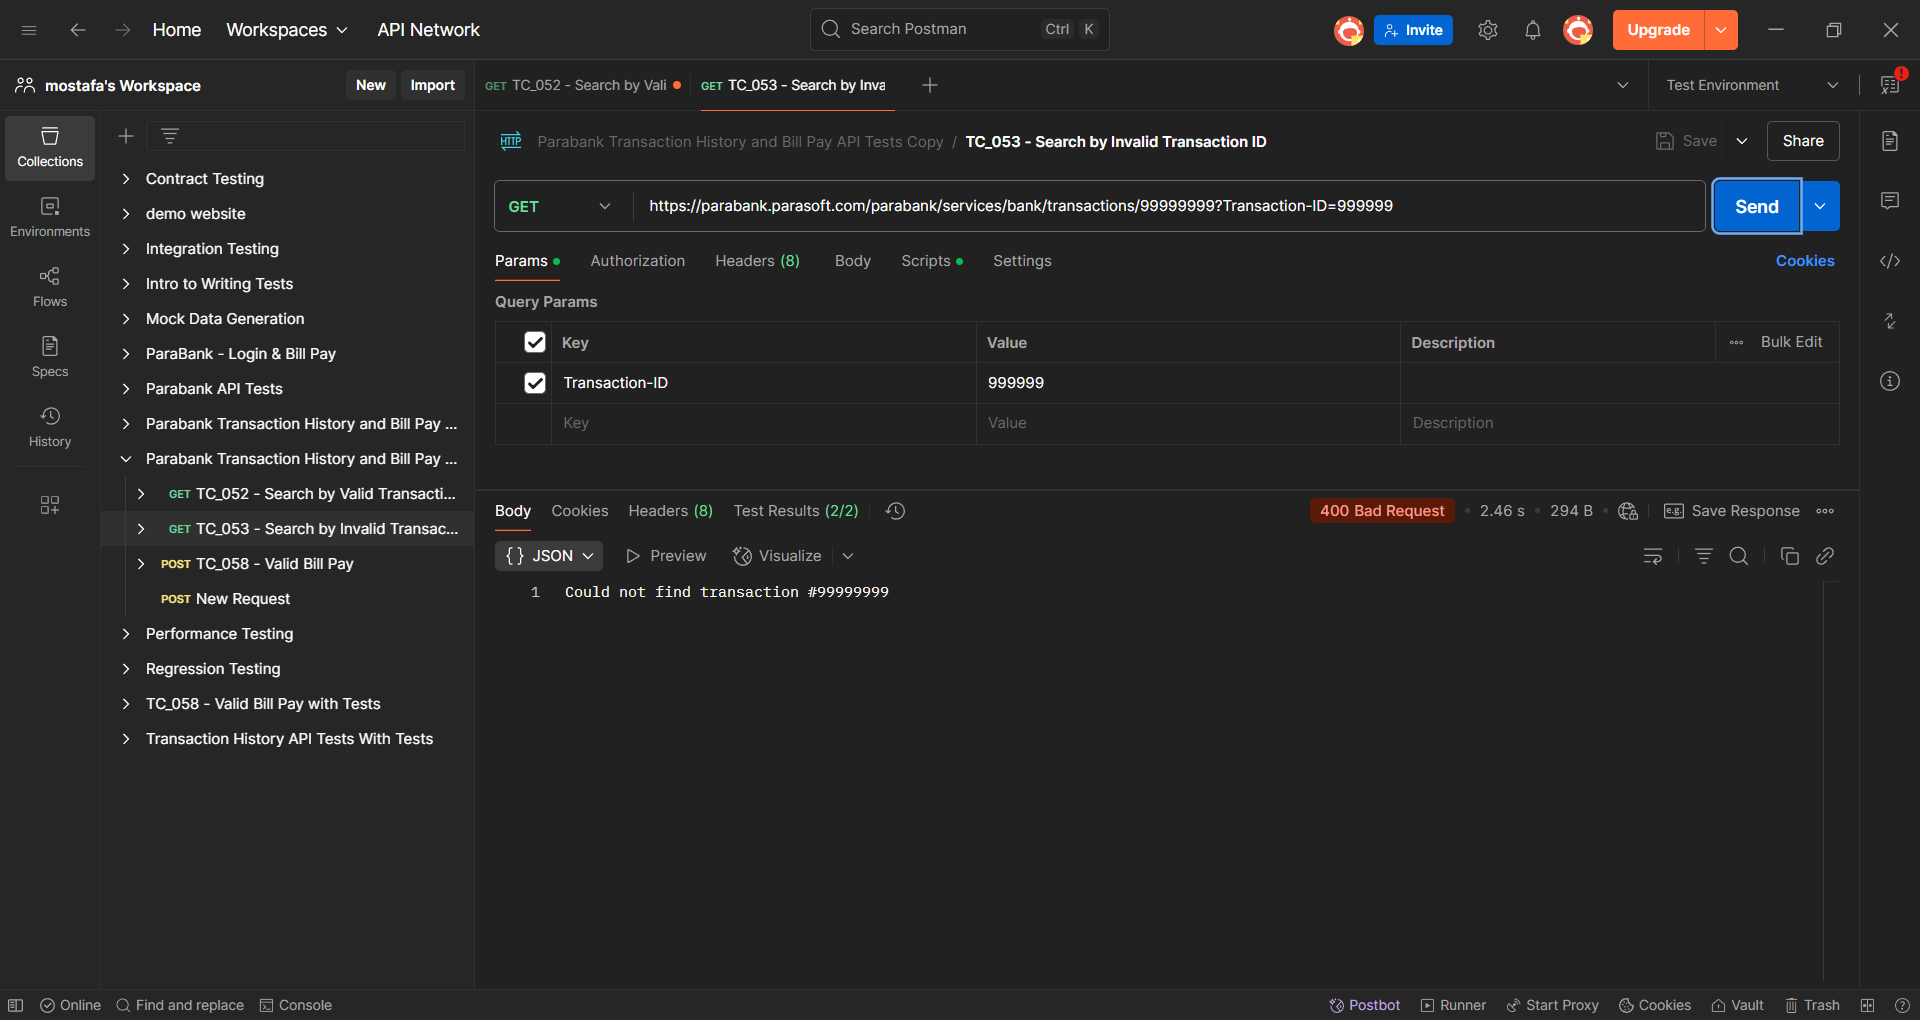 Home
Workspaces
API Network
Search Postman
Ctrl K
Invite
Upgrade
mostafa's Workspace
New
Import
GET TC_052 - Search by Vali
GET TC_053 - Search by Inva
Test Environment
Collections
Environments
Flows
Specs
History
Contract Testing
demo website
Integration Testing
Intro to Writing Tests
Mock Data Generation
ParaBank - Login & Bill Pay
Parabank API Tests
Parabank Transaction History and Bill Pay ...
Parabank Transaction History and Bill Pay ...
GET TC_052 - Search by Valid Transacti...
GET TC_053 - Search by Invalid Transac...
POST TC_058 - Valid Bill Pay
POST New Request
Performance Testing
Regression Testing
TC_058 - Valid Bill Pay with Tests
Transaction History API Tests With Tests
HTTP Parabank Transaction History and Bill Pay API Tests Copy / TC_053 - Search by Invalid Transaction ID
Save
Share
GET
https://parabank.parasoft.com/parabank/services/bank/transactions/99999999?Transaction-ID=999999
Send
Params
Authorization
Headers (8)
Body
Scripts
Settings
Cookies
Query Params
Key
Value
Description
Bulk Edit
Transaction-ID
999999
Key
Value
Description
Body
Cookies
Headers (8)
Test Results (2/2)
400 Bad Request
2.46 s
294 B
e.g. Save Response
{} JSON
Preview
Visualize
1 Could not find transaction #99999999
Online
Find and replace
Console
Postbot
Runner
Start Proxy
Cookies
Vault
Trash